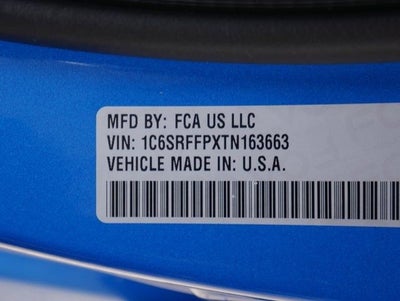 MFD BY: FCA US LLC
VIN: 1C6SRFFPXTN163663
VEHICLE MADE IN: U.S.A.